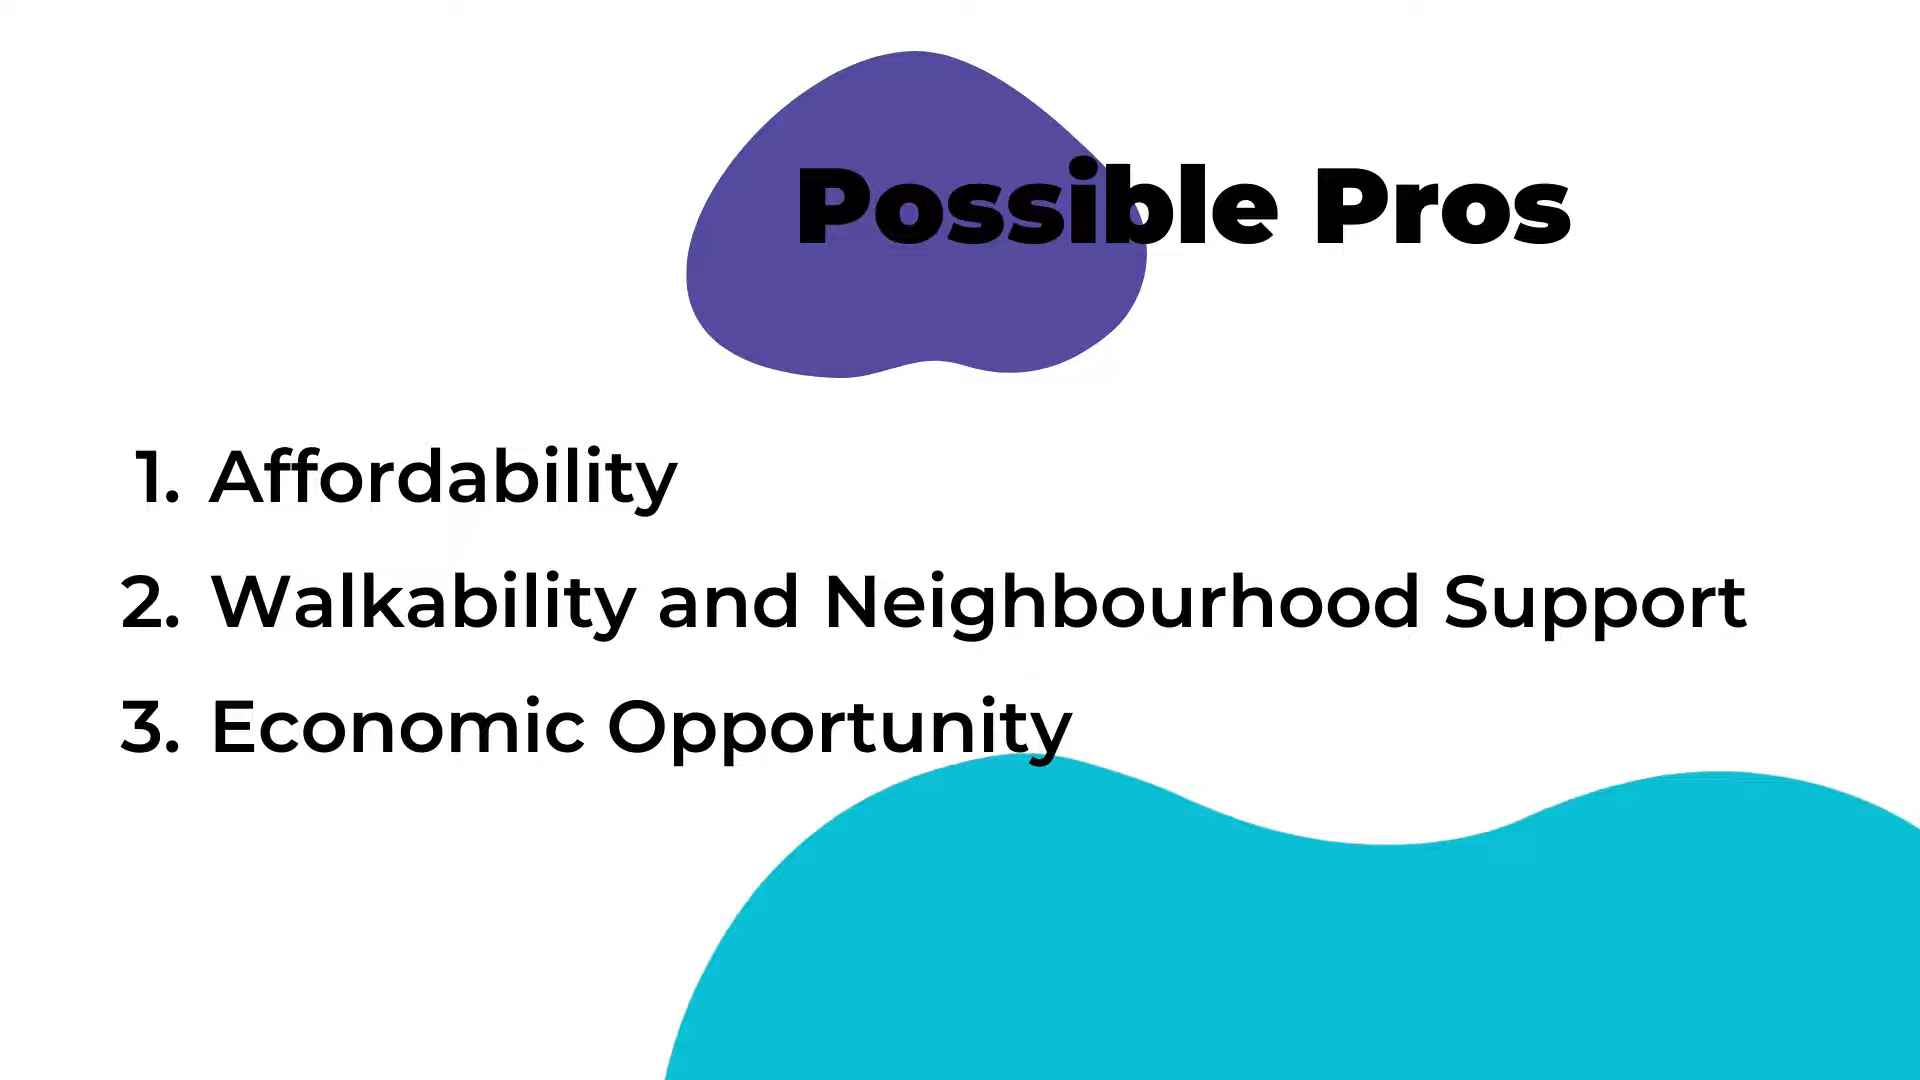 Possible Pros
1. Affordability
2. Walkability and Neighbourhood Support
3. Economic Opportunity